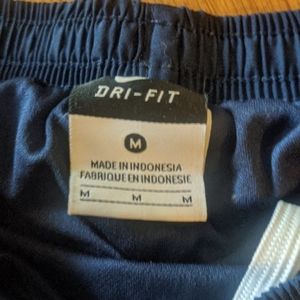 DRI-FIT
M
MADE IN INDONESIA
FABRIQUE EN INDONESIE
M M M